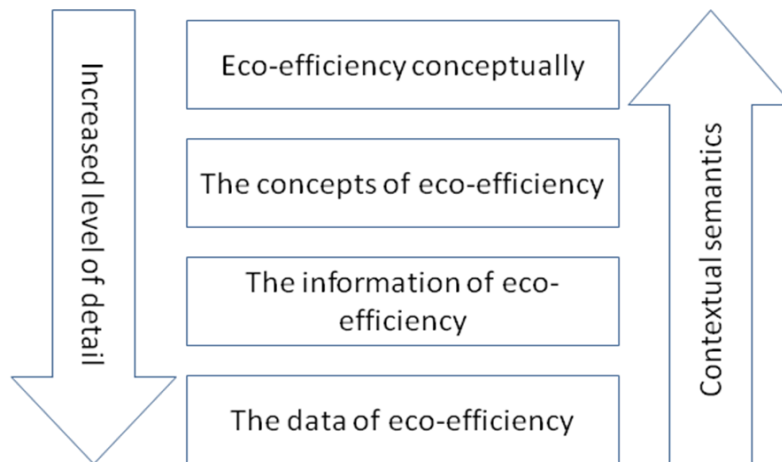 Increased level of detail
Eco-efficiency conceptually
The concepts of eco-efficiency
The information of eco-
efficiency
The data of eco-efficiency
Contextual semantics